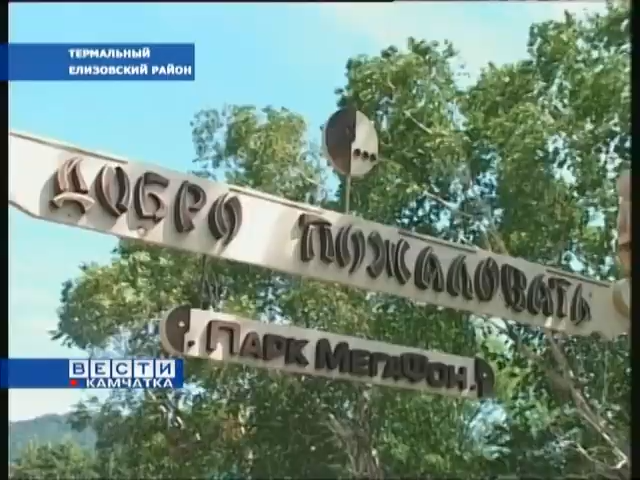 ТЕРМАЛЬНЫЙ
ЕЛИЗОВСКИЙ РАЙОН
ДОБРО ПОЖАЛОВАТЬ
ПАРК МЕГАФОН
ВЕСТИ
КАМЧАТКА